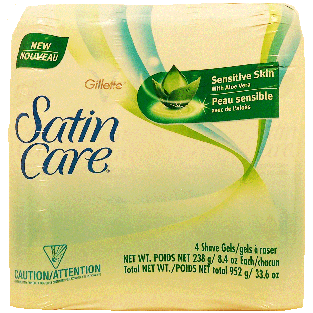 NEW
NOUVEAU
Gillette
Sensitive Skin
with Aloe Vera
Peau sensible
avec de l'aloès
Satin
Care
4 Shave Gels/gels à raser
NET WT. POIDS NET 238 g/ 8.4 oz Each/chacun
Total NET WT./POIDS NET total 952 g/ 33.6 oz
CAUTION/ATTENTION